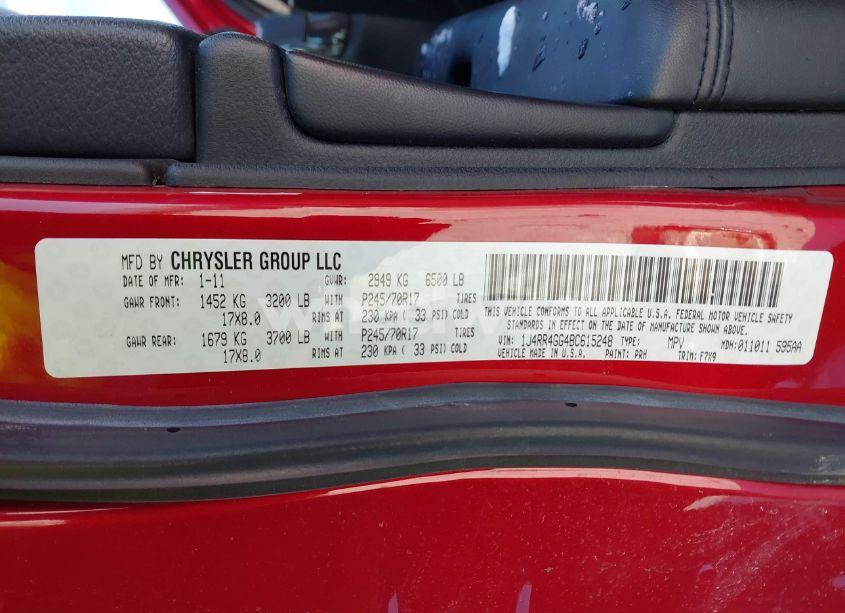 MFD BY CHRYSLER GROUP LLC
DATE OF MFR: 1-11 GVWR: 2949 KG 6500 LB
GAWR FRONT: 1452 KG 3200 LB WITH P245/70R17 TIRES
17X8.0 RIMS AT 230 KPA ( 33 PSI) COLD
GAWR REAR: 1679 KG 3700 LB WITH P245/70R17 TIRES
17X8.0 RIMS AT 230 KPA ( 33 PSI) COLD
THIS VEHICLE CONFORMS TO ALL APPLICABLE U.S.A. FEDERAL MOTOR VEHICLE SAFETY
STANDARDS IN EFFECT ON THE DATE OF MANUFACTURE SHOWN ABOVE.
VIN: 1J4RR4GG4BC615248 TYPE: MPV MDH: 011011 595AA
VEHICLE MADE IN U.S.A. PAINT: PRH TRIM: F7X9